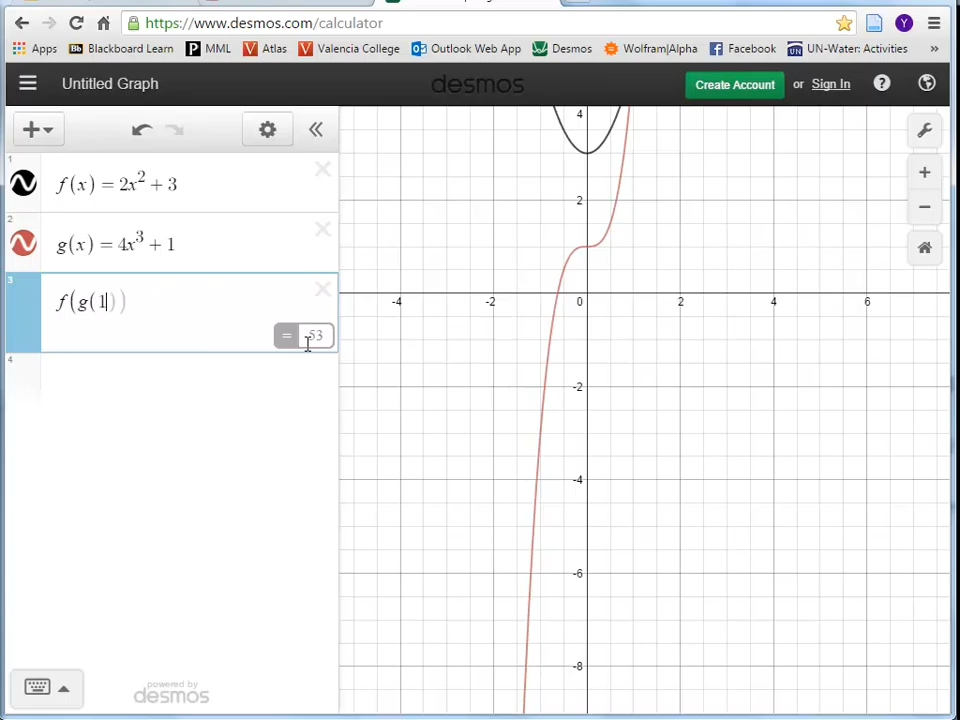 https://www.desmos.com/calculator
Apps Bb Blackboard Learn P MML V Atlas V Valencia College Outlook Web App Desmos Wolfram|Alpha f Facebook UN UN-Water: Activities »
Untitled Graph desmos Create Account or Sign In ?
1
f(x) = 2x² + 3
2
g(x) = 4x³ + 1
3
f(g(1))
= 53
4
4
2
-4 -2 0 2 4 6
-2
-4
-6
-8
powered by
desmos
Y